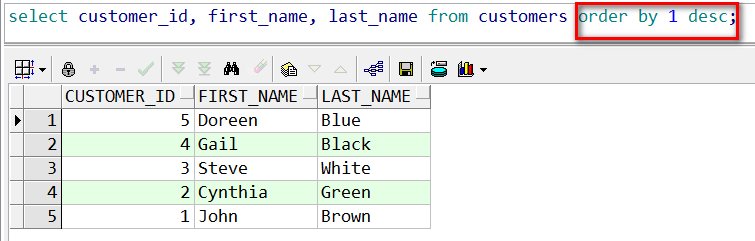 select customer_id, first_name, last_name from customers order by 1 desc;
CUSTOMER_ID FIRST_NAME LAST_NAME
1 5 Doreen Blue
2 4 Gail Black
3 3 Steve White
4 2 Cynthia Green
5 1 John Brown